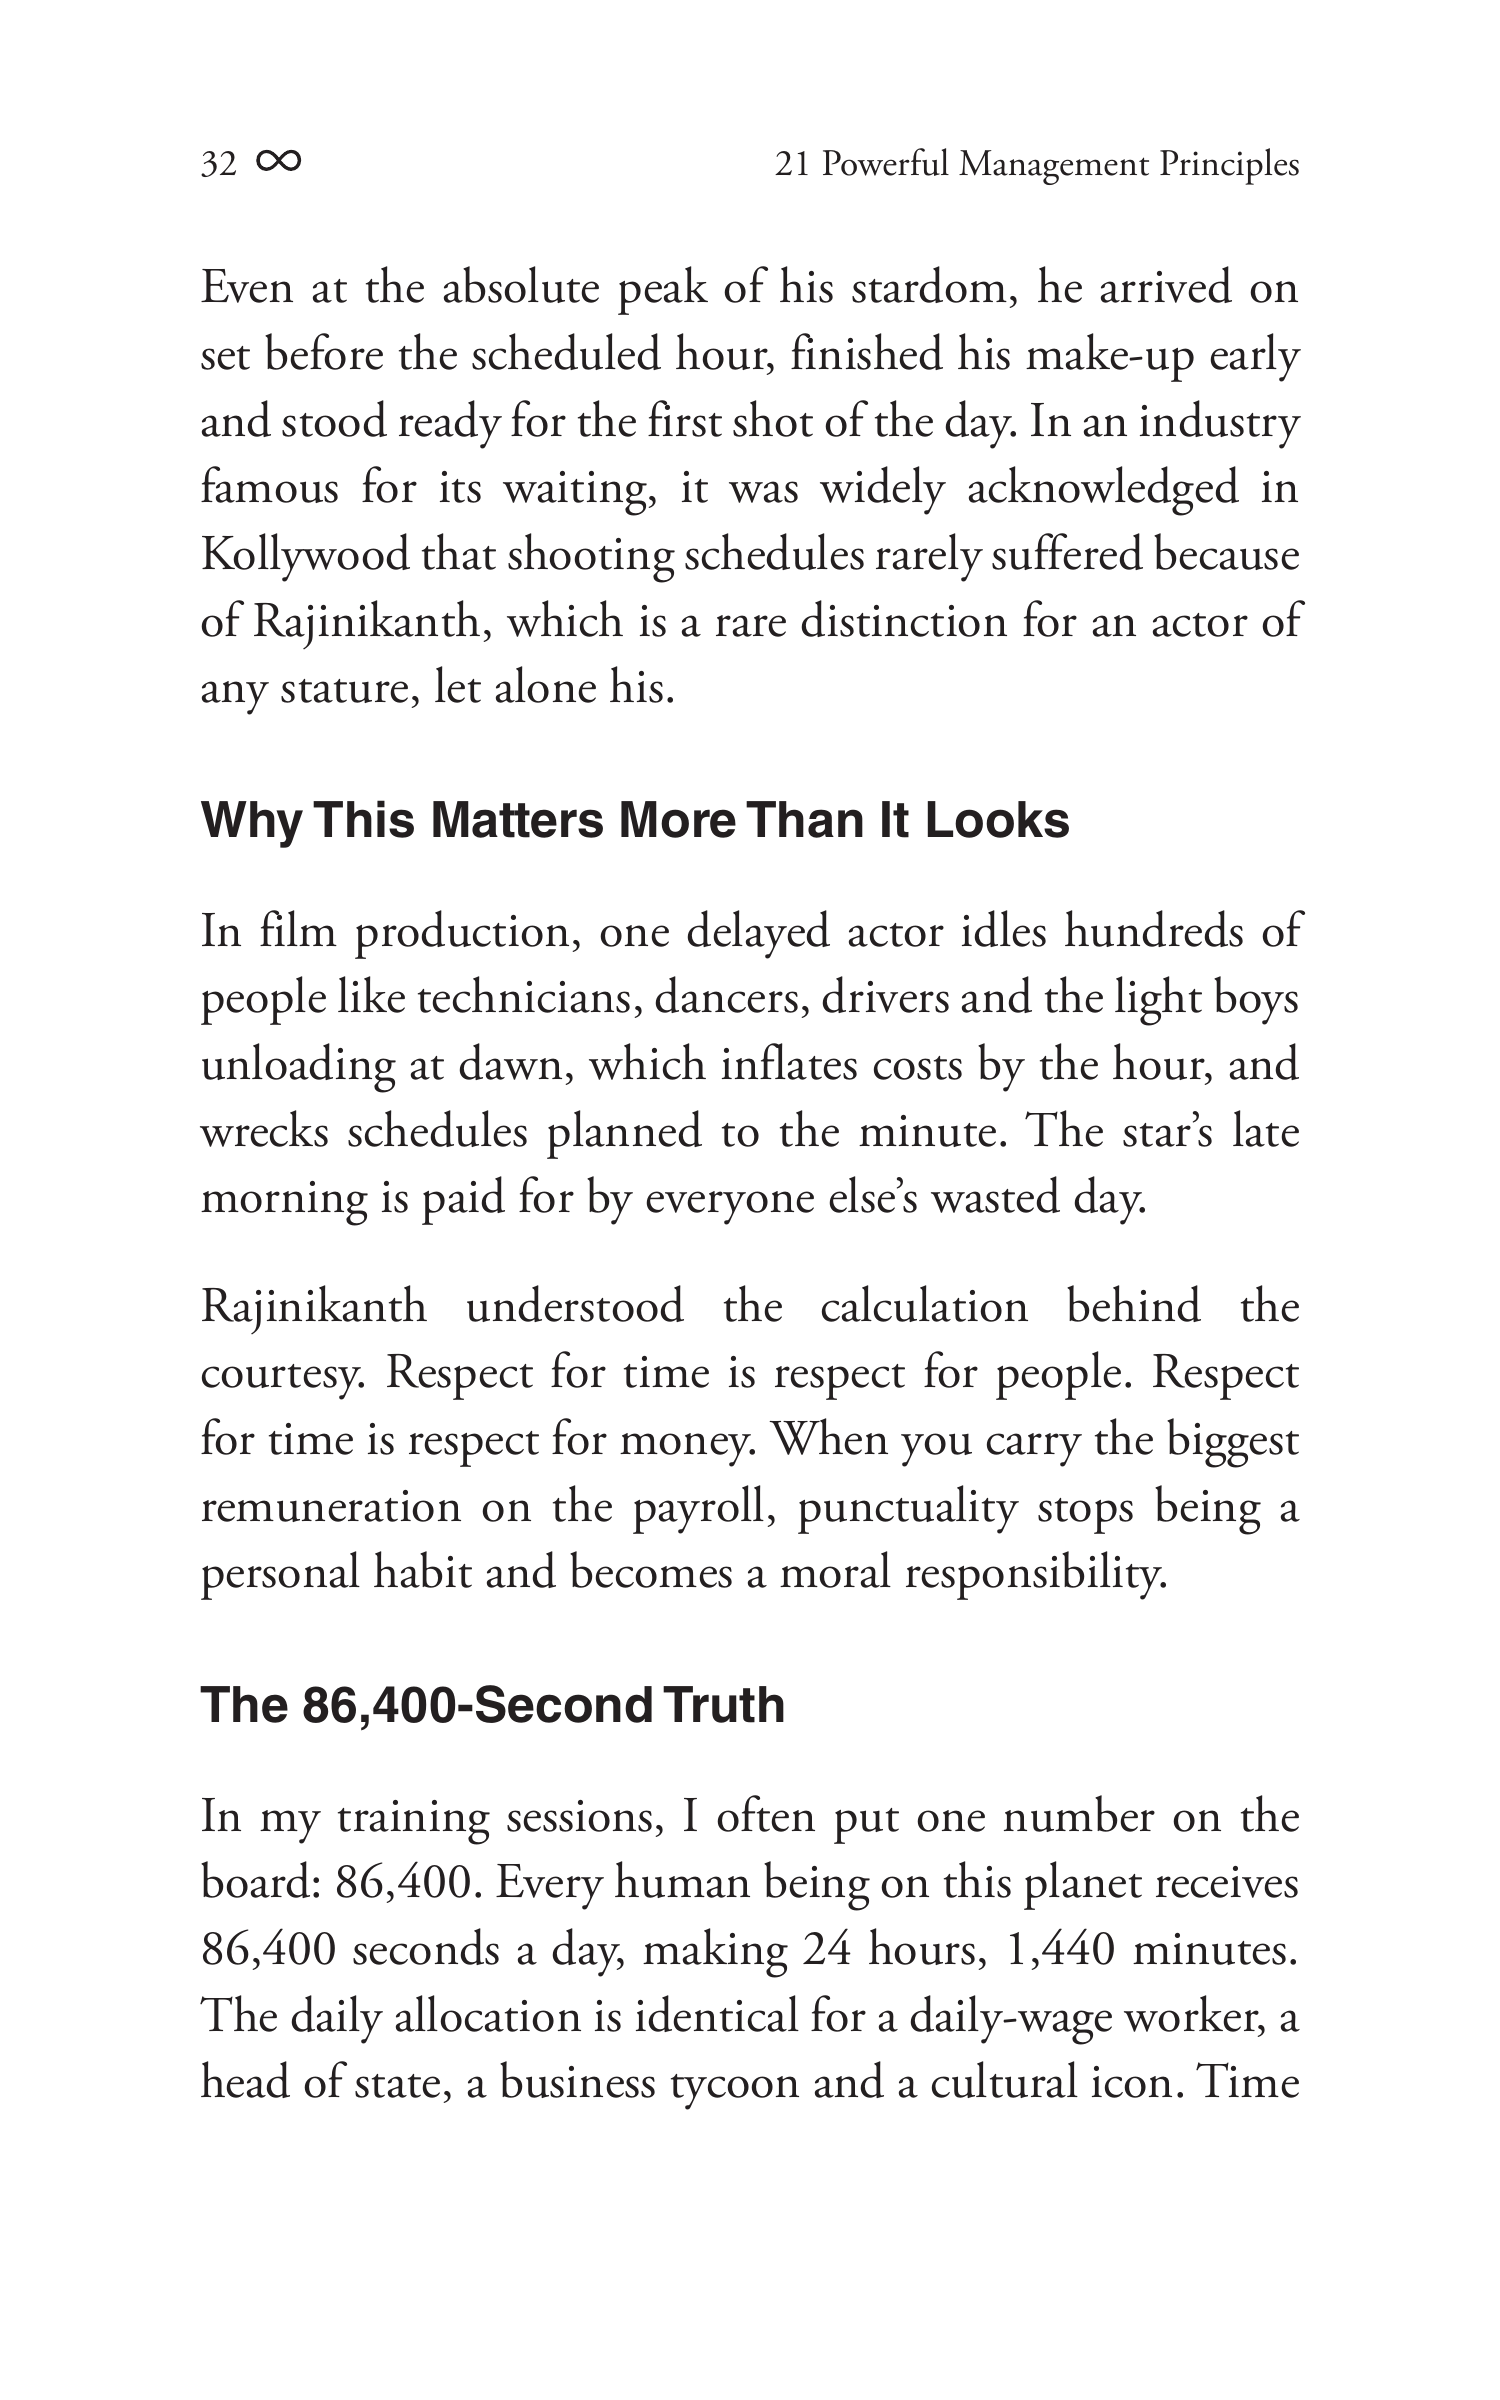 32 ∞ 21 Powerful Management Principles
Even at the absolute peak of his stardom, he arrived on
set before the scheduled hour, finished his make-up early
and stood ready for the first shot of the day. In an industry
famous for its waiting, it was widely acknowledged in
Kollywood that shooting schedules rarely suffered because
of Rajinikanth, which is a rare distinction for an actor of
any stature, let alone his.
Why This Matters More Than It Looks
In film production, one delayed actor idles hundreds of
people like technicians, dancers, drivers and the light boys
unloading at dawn, which inflates costs by the hour, and
wrecks schedules planned to the minute. The star’s late
morning is paid for by everyone else’s wasted day.
Rajinikanth understood the calculation behind the
courtesy. Respect for time is respect for people. Respect
for time is respect for money. When you carry the biggest
remuneration on the payroll, punctuality stops being a
personal habit and becomes a moral responsibility.
The 86,400-Second Truth
In my training sessions, I often put one number on the
board: 86,400. Every human being on this planet receives
86,400 seconds a day, making 24 hours, 1,440 minutes.
The daily allocation is identical for a daily-wage worker, a
head of state, a business tycoon and a cultural icon. Time